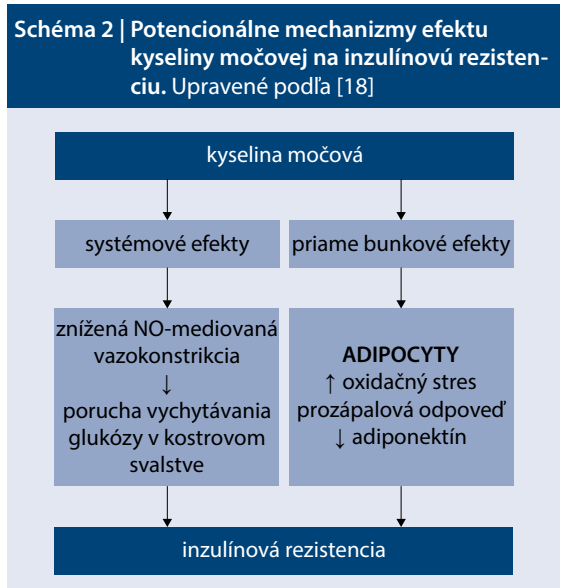 Schéma 2 | Potencionálne mechanizmy efektu
kyseliny močovej na inzulínovú rezisten-
ciu. Upravené podľa [18]
kyselina močová
systémové efekty
priame bunkové efekty
znížená NO-mediovaná
vazokonstrikcia
↓
porucha vychytávania
glukózy v kostrovom
svalstve
ADIPOCYTY
↑ oxidačný stres
prozápalová odpoveď
↓ adiponektín
inzulínová rezistencia